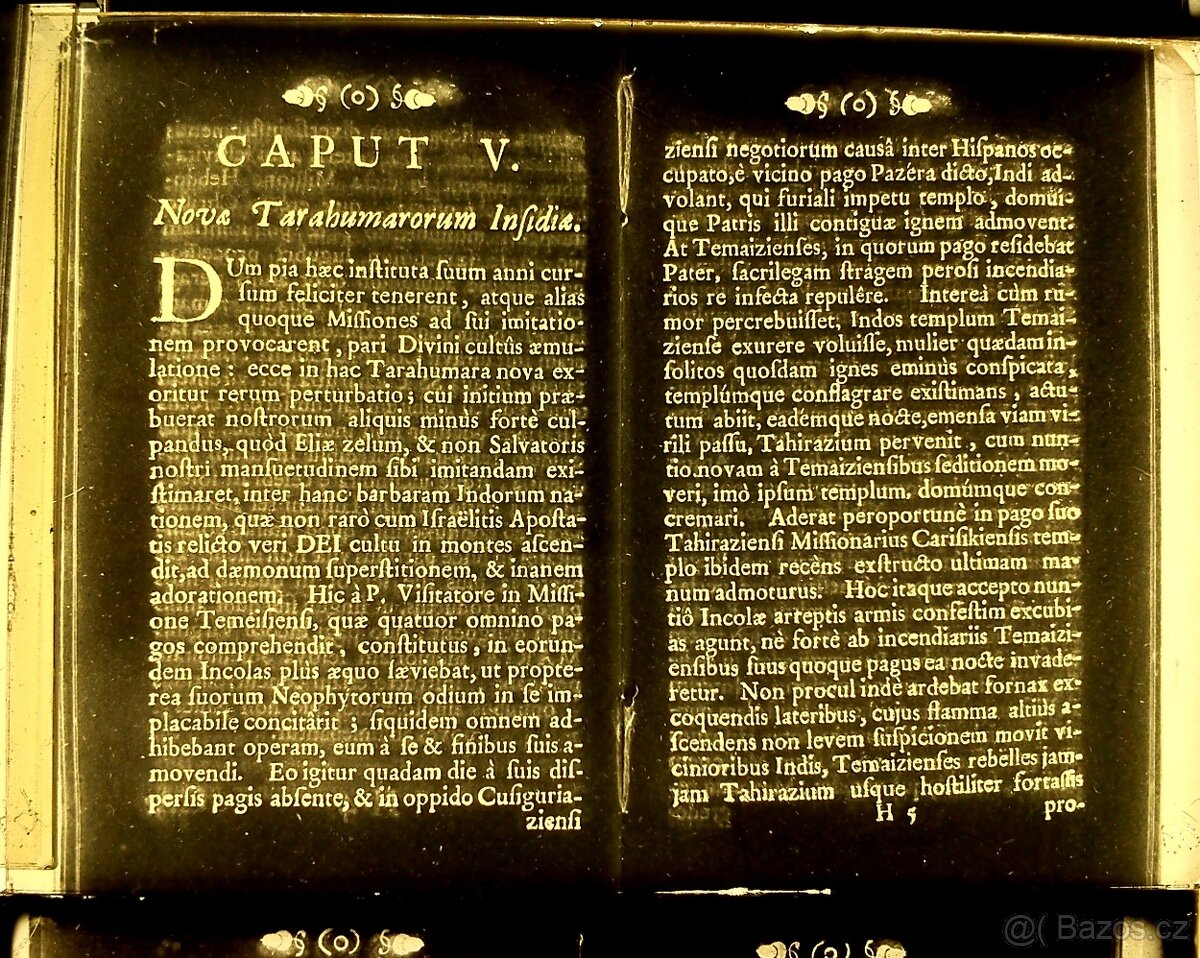 § (o) §
CAPUT V.
Novæ Tarahumarorum Insidiæ.
DUm pia hæc instituta suum anni cur-
sum feliciter tenerent, atque alias
quoque Missiones ad sui imitatio-
nem provocarent, pari Divini cultûs æmu-
latione: ecce in hac Tarahumara nova ex-
oritur rerum perturbatio; cui initium præ-
buerat nostrorum aliquis minùs fortè cul-
pandus, quòd Eliæ zelum, & non Salvatoris
nostri mansuetudinem sibi imitandam exi-
stimaret, inter hanc barbaram Indorum na-
tionem, quæ non rarò cum Israëlitis Aposta-
tis relicto veri DEI cultu in montes ascen-
dit, ad dæmonum superstitionem, & inanem
adorationem. Hic à P. Visitatore in Missi-
one Temeisiensi, quæ quatuor omnino pa-
gos comprehendit, constitutus, in eorun-
dem Incolas plùs æquo sæviebat, ut propte-
rea suorum Neophytorum odium in se im-
placabile concitârit; siquidem omnem ad-
hibebant operam, eum à se & finibus suis a-
movendi. Eo igitur quadam die à suis dis-
persis pagis absente, & in oppido Cusiguria-
ziensi
§ (o) §
ziensi negotiorum causâ inter Hispanos oc-
cupato, è vicino pago Pazéra dicto, Indi ad-
volant, qui furiali impetu templo, domui-
que Patris illi contiguæ ignem admovent.
At Temaizienses, in quorum pago residebat
Pater, sacrilegam stragem perosi incendia-
rios re infecta repulêre. Intereà cùm ru-
mor percrebuisset, Indos templum Temai-
ziense exurere voluisse, mulier quædam in-
solitos quosdam ignes eminùs conspicata,
templúmque conflagrare existimans, actu-
tum abiit, eademque nocte, emensa viam vi-
rili passu, Tahirazium pervenit, cum nun-
tio novam à Temaiziensibus seditionem mo-
veri, imò ipsum templum, domúmque con-
cremari. Aderat peroportunè in pago suo
Tahiraziensi Missionarius Carisikiensis tem-
plo ibidem recèns exstructo ultimam ma-
num admoturus. Hoc itaque accepto nun-
tiô Incolæ arreptis armis confestim excubi-
as agunt, nè fortè ab incendiariis Temaizi-
ensibus suus quoque pagus ea nocte invade-
retur. Non procul inde ardebat fornax ex-
coquendis lateribus, cujus flamma altiùs a-
scendens non levem suspicionem movit vi-
cinioribus Indis, Temaizienses rebelles jam-
jam Tahirazium usque hostiliter fortassis
H 5 pro-
§ (o) §
§ (o) §
@( Bazos.cz